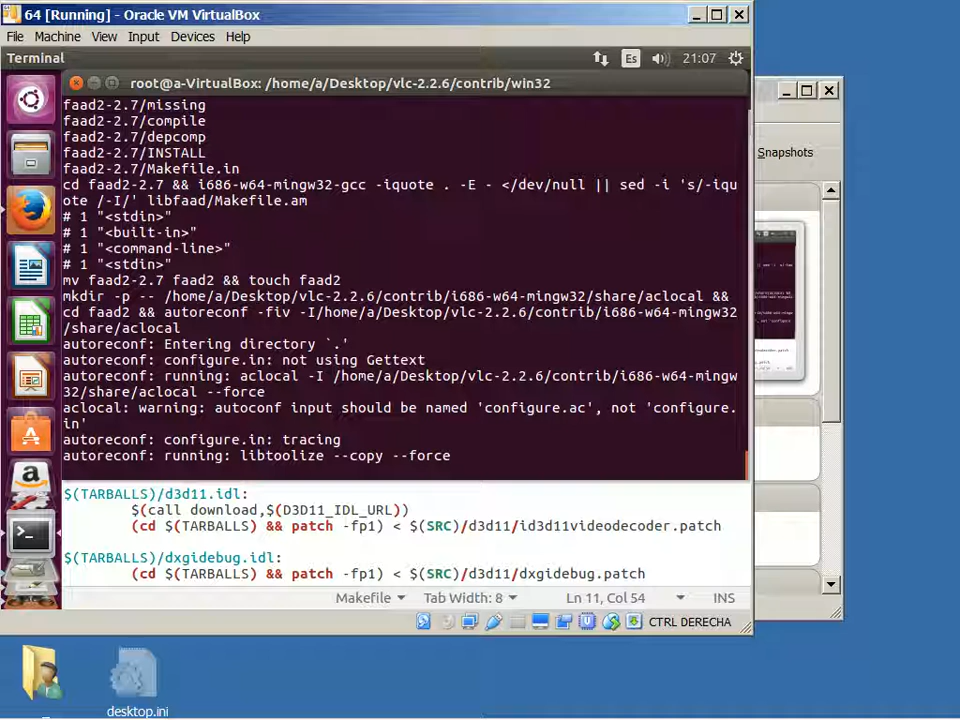 64 [Running] - Oracle VM VirtualBox
File Machine View Input Devices Help
Terminal
Es
21:07
root@a-VirtualBox: /home/a/Desktop/vlc-2.2.6/contrib/win32
faad2-2.7/missing
faad2-2.7/compile
faad2-2.7/depcomp
faad2-2.7/INSTALL
faad2-2.7/Makefile.in
cd faad2-2.7 && i686-w64-mingw32-gcc -iquote . -E - </dev/null || sed -i 's/-iqu
ote /-I/' libfaad/Makefile.am
# 1 "<stdin>"
# 1 "<built-in>"
# 1 "<command-line>"
# 1 "<stdin>"
mv faad2-2.7 faad2 && touch faad2
mkdir -p -- /home/a/Desktop/vlc-2.2.6/contrib/i686-w64-mingw32/share/aclocal &&
cd faad2 && autoreconf -fiv -I/home/a/Desktop/vlc-2.2.6/contrib/i686-w64-mingw32
/share/aclocal
autoreconf: Entering directory `.'
autoreconf: configure.in: not using Gettext
autoreconf: running: aclocal -I /home/a/Desktop/vlc-2.2.6/contrib/i686-w64-mingw
32/share/aclocal --force
aclocal: warning: autoconf input should be named 'configure.ac', not 'configure.
in'
autoreconf: configure.in: tracing
autoreconf: running: libtoolize --copy --force
$(TARBALLS)/d3d11.idl:
$(call download,$(D3D11_IDL_URL))
(cd $(TARBALLS) && patch -fp1) < $(SRC)/d3d11/id3d11videodecoder.patch
$(TARBALLS)/dxgidebug.idl:
(cd $(TARBALLS) && patch -fp1) < $(SRC)/d3d11/dxgidebug.patch
Makefile Tab Width: 8 Ln 11, Col 54 INS
CTRL DERECHA
Snapshots
desktop.ini